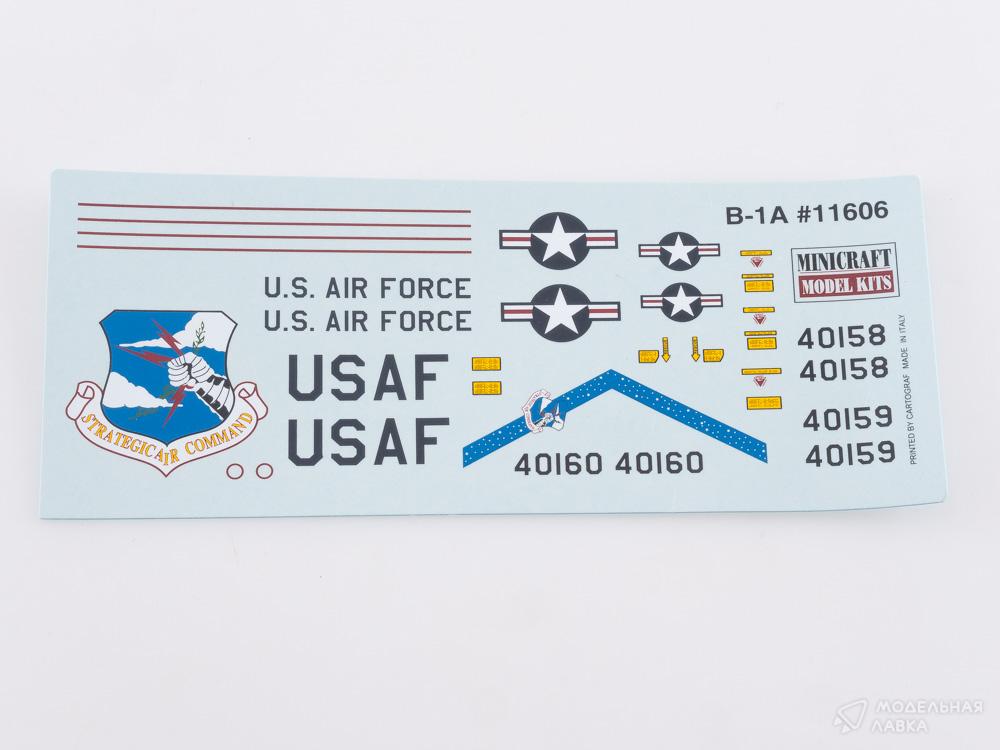 B-1A #11606
MINICRAFT
MODEL KITS
U.S. AIR FORCE
U.S. AIR FORCE
USAF
USAF
STRATEGIC AIR COMMAND
40160 40160
40158
40158
40159
40159
PRINTED BY CARTOGRAF MADE IN ITALY
МОДЕЛЬНАЯ
ЛАВКА